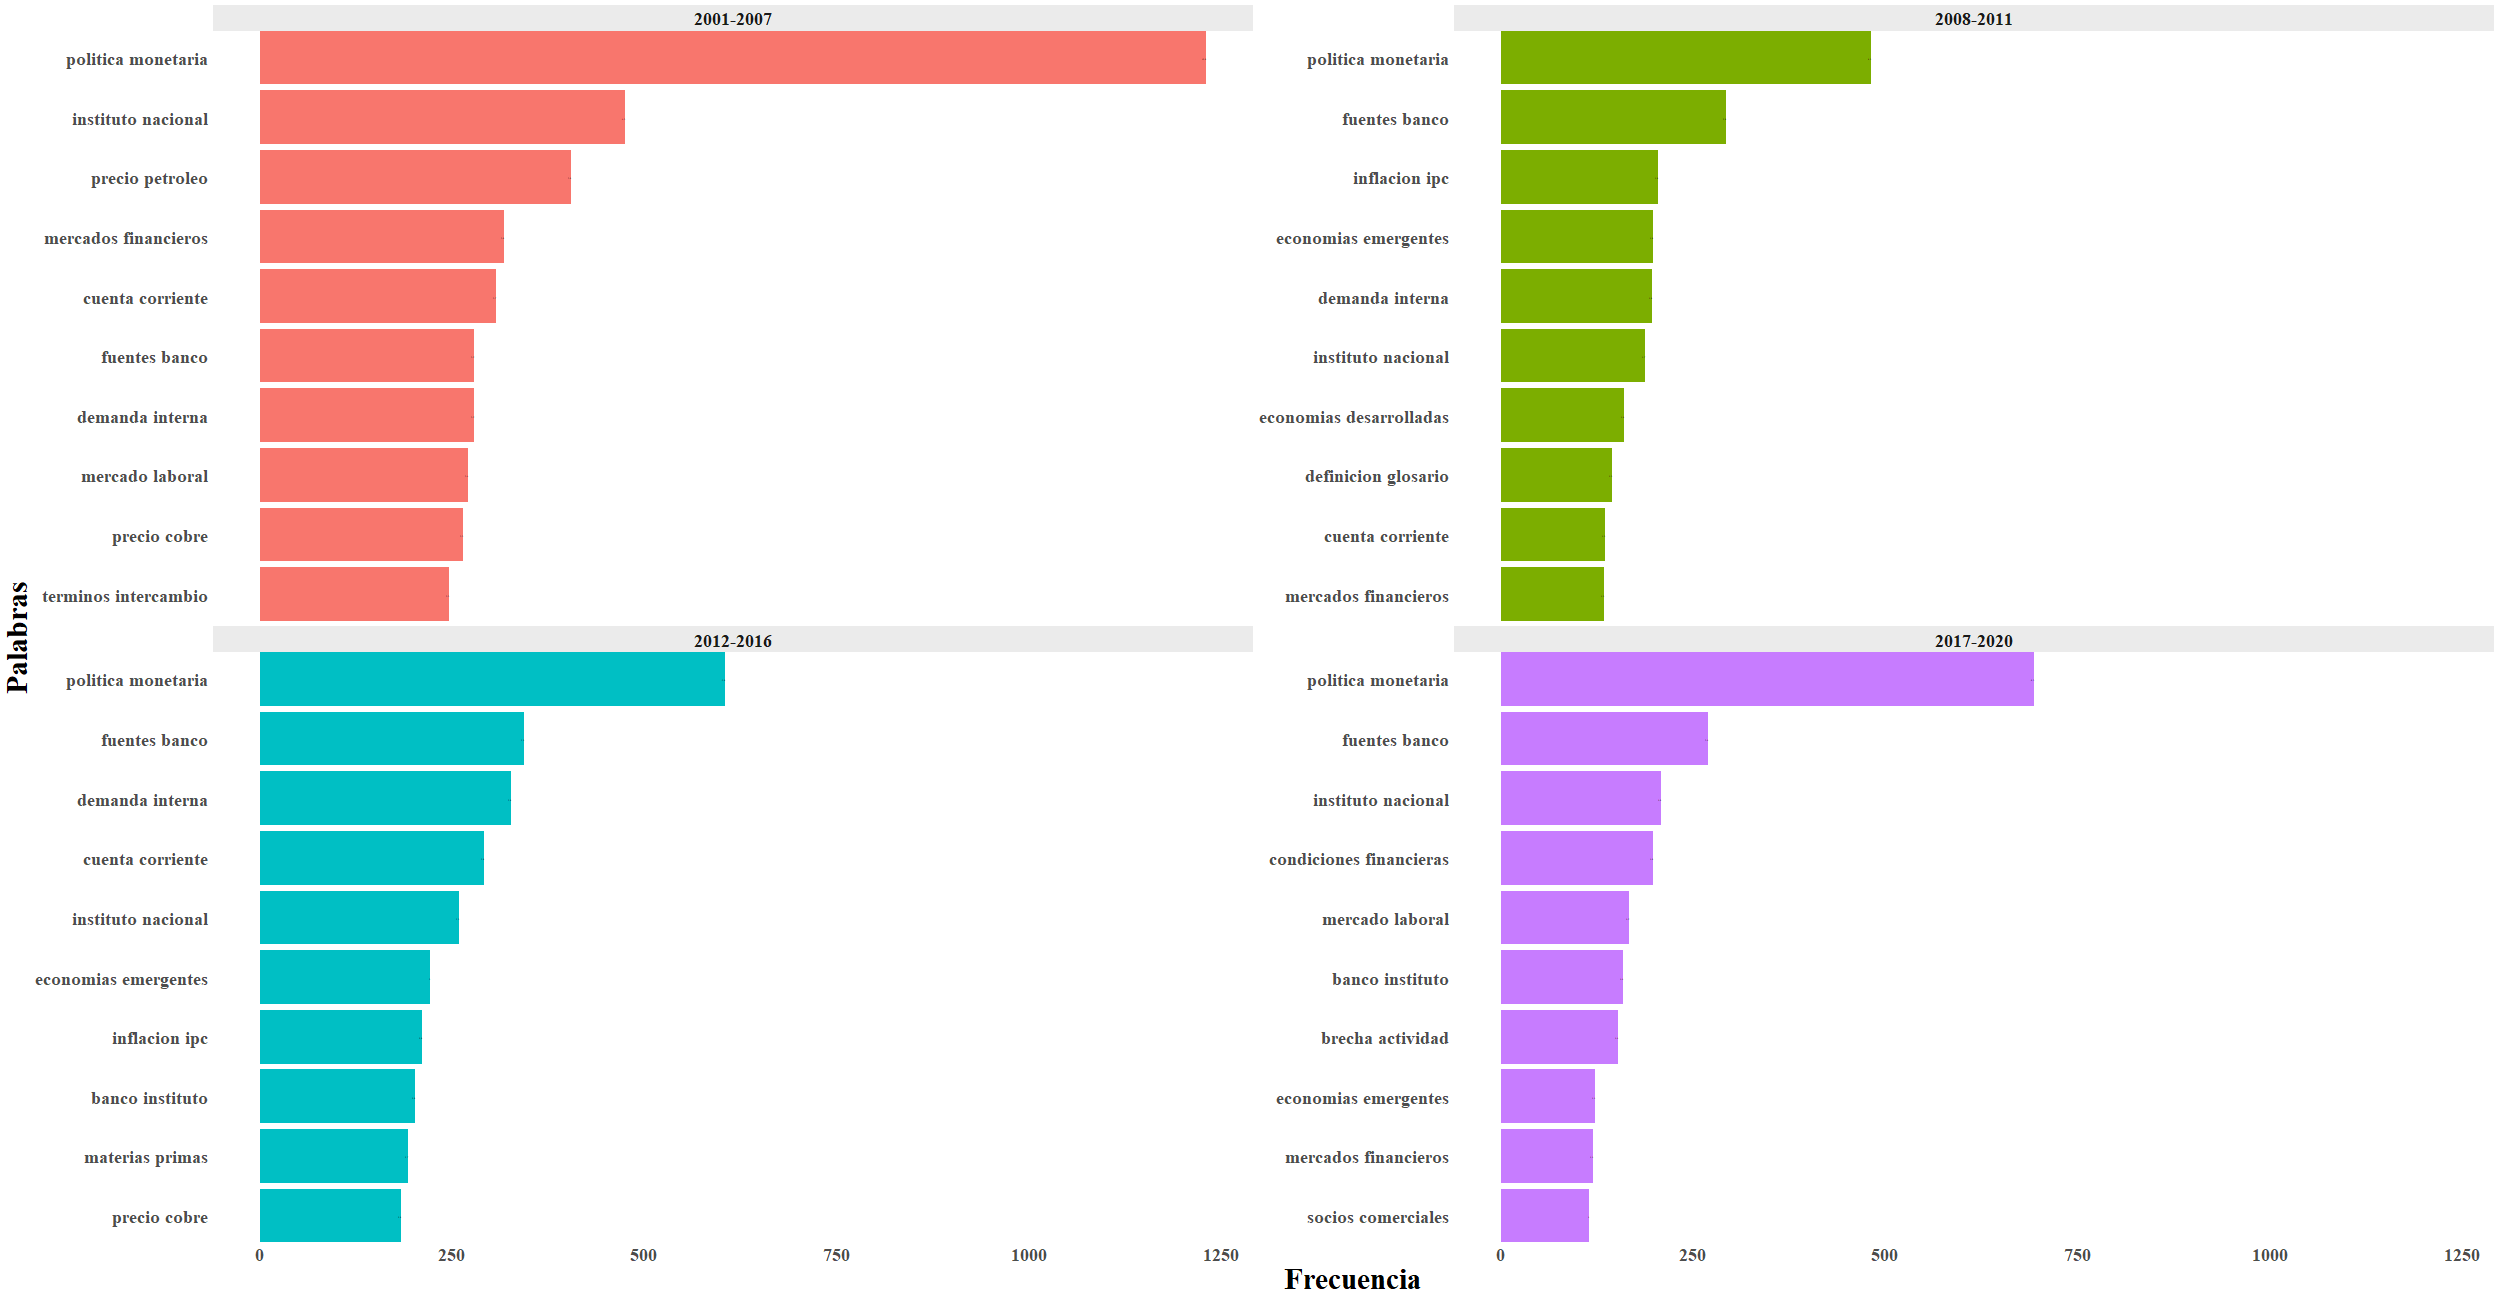 2001-2007
politica monetaria
instituto nacional
precio petroleo
mercados financieros
cuenta corriente
fuentes banco
demanda interna
mercado laboral
precio cobre
terminos intercambio
2008-2011
politica monetaria
fuentes banco
inflacion ipc
economias emergentes
demanda interna
instituto nacional
economias desarrolladas
definicion glosario
cuenta corriente
mercados financieros
Palabras
2012-2016
politica monetaria
fuentes banco
demanda interna
cuenta corriente
instituto nacional
economias emergentes
inflacion ipc
banco instituto
materias primas
precio cobre
0 250 500 750 1000 1250
2017-2020
politica monetaria
fuentes banco
instituto nacional
condiciones financieras
mercado laboral
banco instituto
brecha actividad
economias emergentes
mercados financieros
socios comerciales
0 250 500 750 1000 1250
Frecuencia